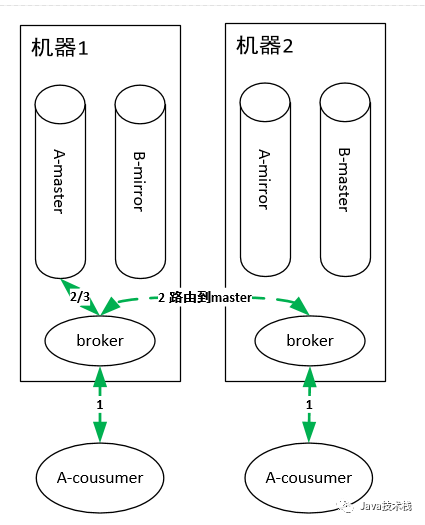 机器1
机器2
A-master
B-mirror
A-mirror
B-master
2/3
2 路由到master
broker
broker
1
1
A-cousumer
A-cousumer
Java技术栈